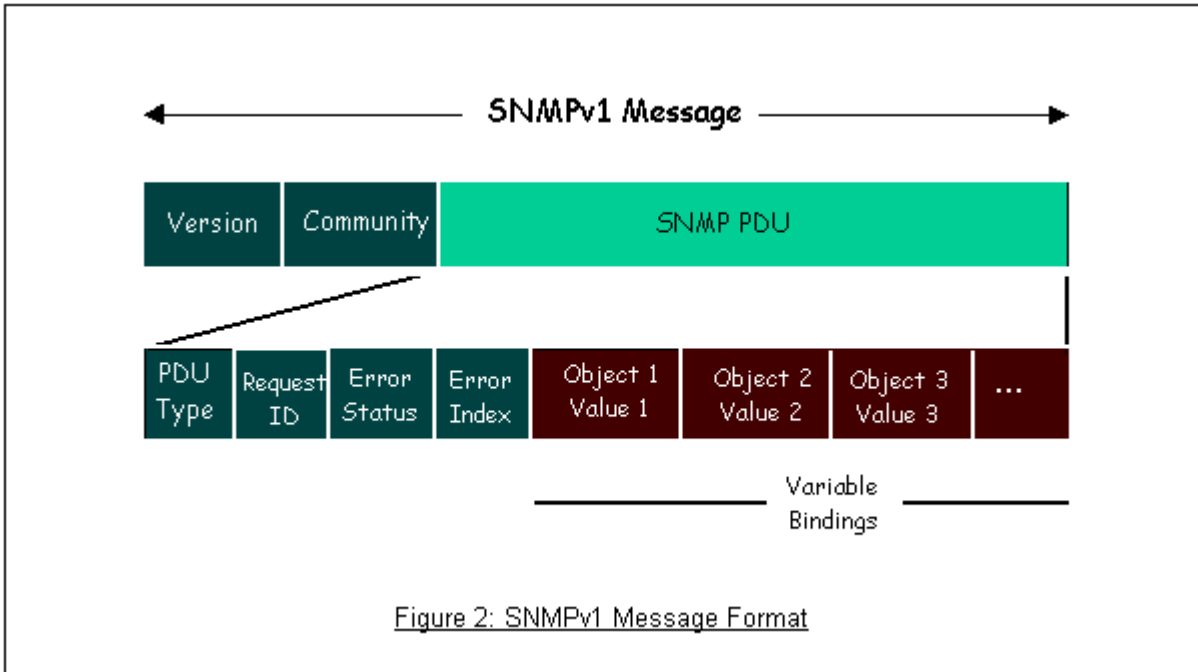 SNMPv1 Message
Version
Community
SNMP PDU
PDU
Type
Request
ID
Error
Status
Error
Index
Object 1
Value 1
Object 2
Value 2
Object 3
Value 3
...
Variable
Bindings
Figure 2: SNMPv1 Message Format